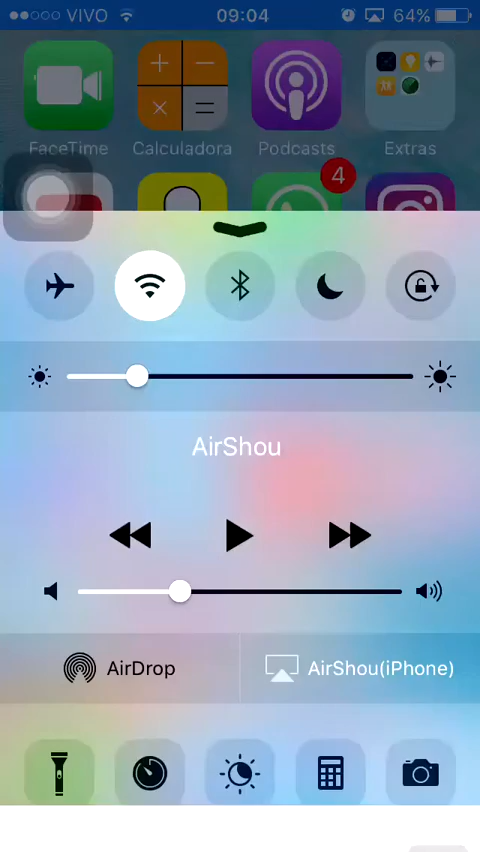 VIVO 09:04 64%
FaceTime Calculadora Podcasts Extras
4
AirShou
AirDrop AirShou(iPhone)